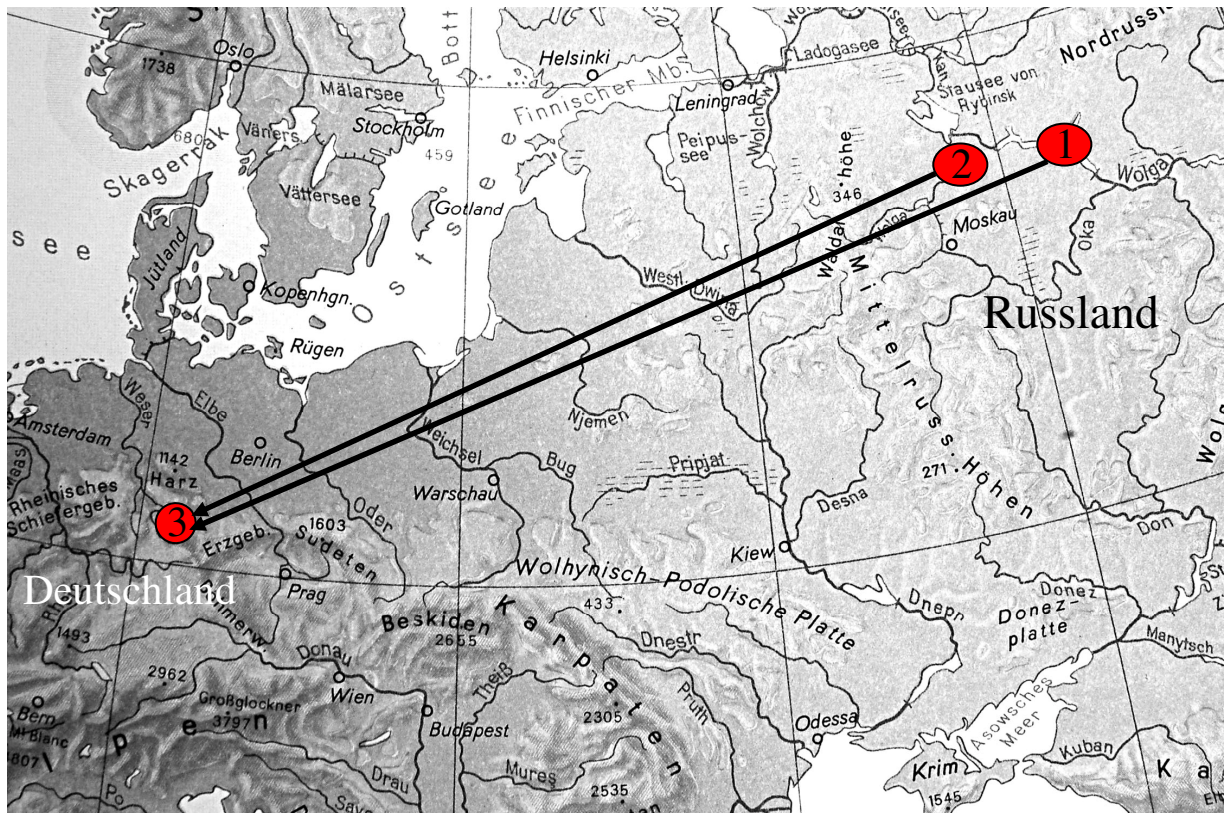 Oslo
1738
Mälarsee
Stockholm
459
Väners.
680
Skagerrak
Vättersee
Gotland
Helsinki
Finnischer Mb.
Leningrad
Ladogasee
Wolchow
Peipus-
see
Kan.
Stausee von
Rybinsk
höhe
346
Waldai
2
1
Wolga
Moskau
Oka
see
Jütland
Kopenhgn.
Ostsee
Rügen
Westl. Dwina
Mittelruss. Höhen
Russland
Weser
Elbe
Amsterdam
Berlin
1142
Harz
Rheinisches
Schiefergeb.
3
Erzgeb.
1603
Sudeten
Oder
Weichsel
Warschau
Bug
Njemen
Pripjat
Desna
271
Kiew
Don
Deutschland
Prag
1493
2962
Großglockner
3797
Donau
Wien
Bern
Mt Blanc
Beskiden
2655
Karpaten
433
Wolhynisch-Podolische Platte
Dnestr
Dnepr
Donez
Donez-
platte
Manytsch
Theiß
Pruth
2305
Budapest
Odessa
Asowsches
Meer
Kuban
Krim
1545
Drau
Mures
2535
Po